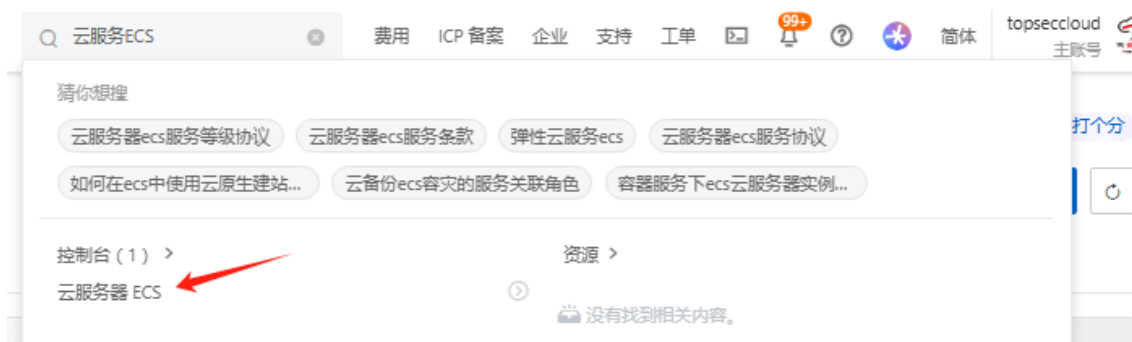 云服务ECS 费用 ICP 备案 企业 支持 工单 99+ 简体 topseccloud
主账号
猜你想搜
打个分
云服务器ecs服务等级协议 云服务器ecs服务条款 弹性云服务ecs 云服务器ecs服务协议
如何在ecs中使用云原生建站... 云备份ecs容灾的服务关联角色 容器服务下ecs云服务器实例...
控制台 ( 1 ) 资源
云服务器 ECS
没有找到相关内容。